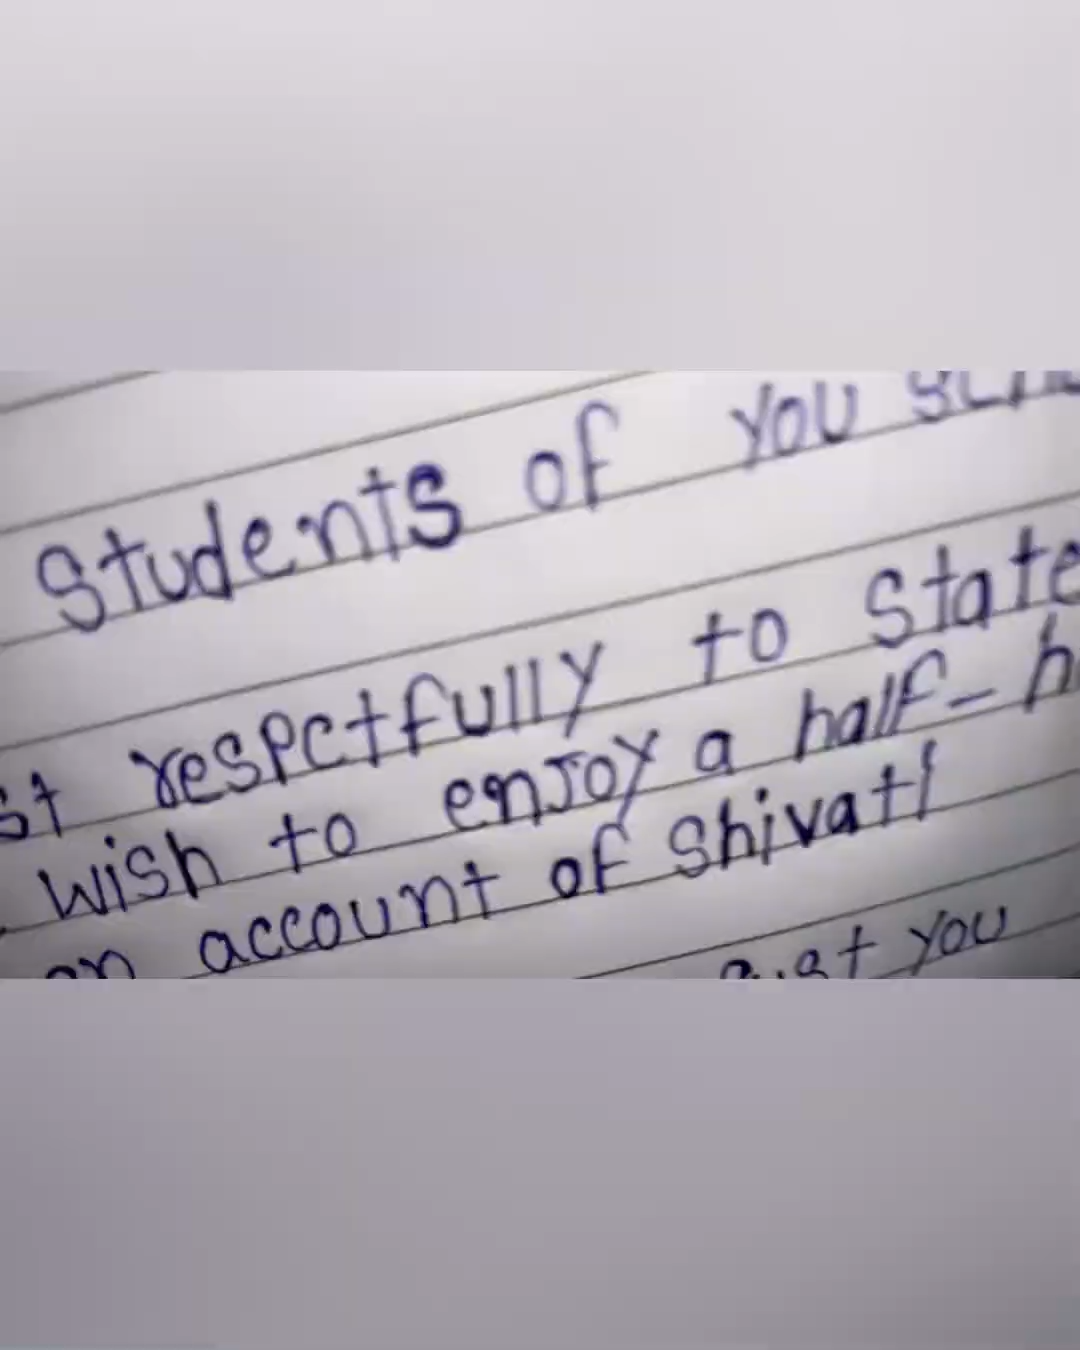 Students of you
respctfully to State
wish to enjoy a half-
account of Shivati
you